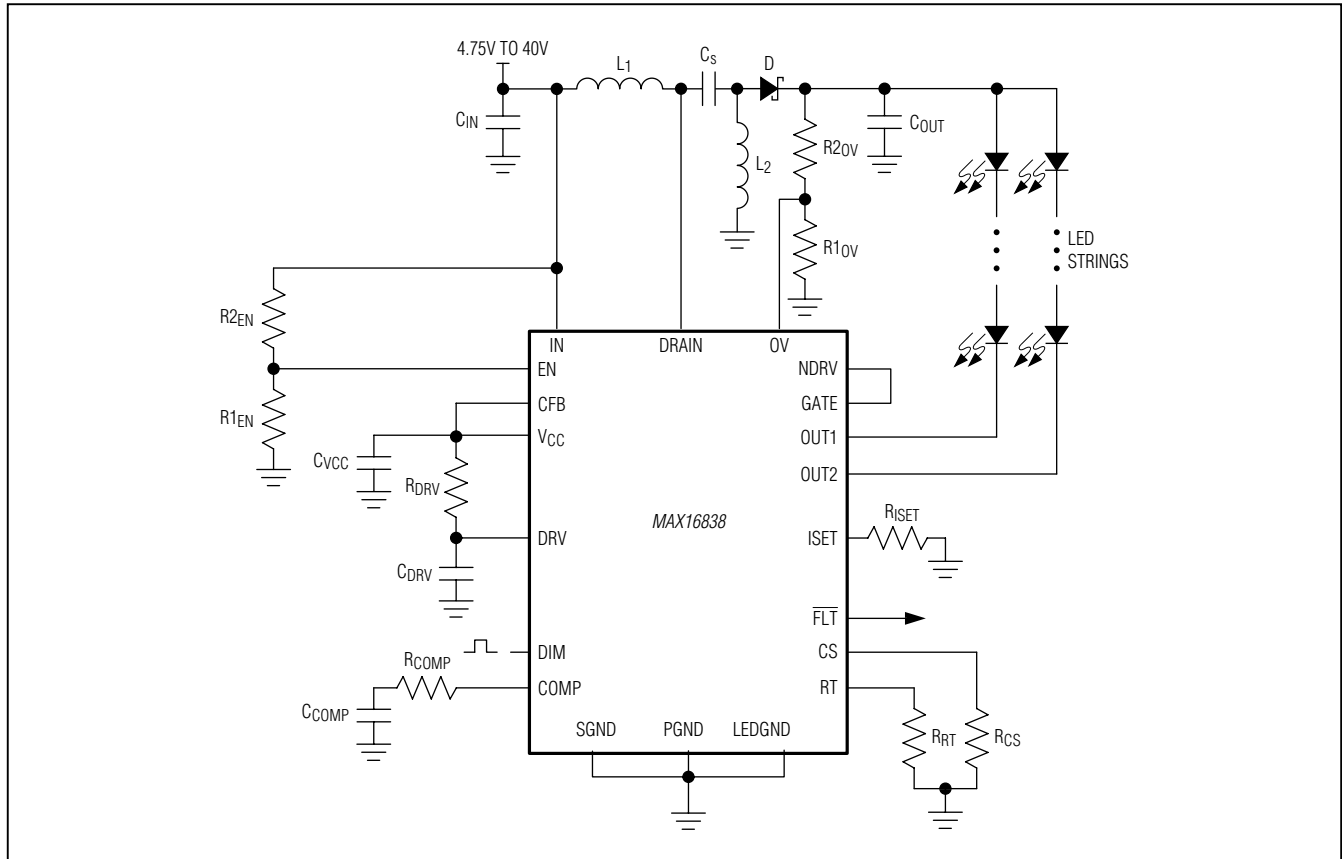 4.75V TO 40V
L1
CS
D
CIN
COUT
R2OV
L2
R1OV
LED
STRINGS
R2EN
IN
DRAIN
OV
EN
NDRV
CFB
GATE
R1EN
VCC
OUT1
CVCC
RDRV
OUT2
MAX16838
RISET
DRV
ISET
CDRV
FLT
DIM
CS
RCOMP
COMP
RT
CCOMP
SGND
PGND
LEDGND
RRT
RCS